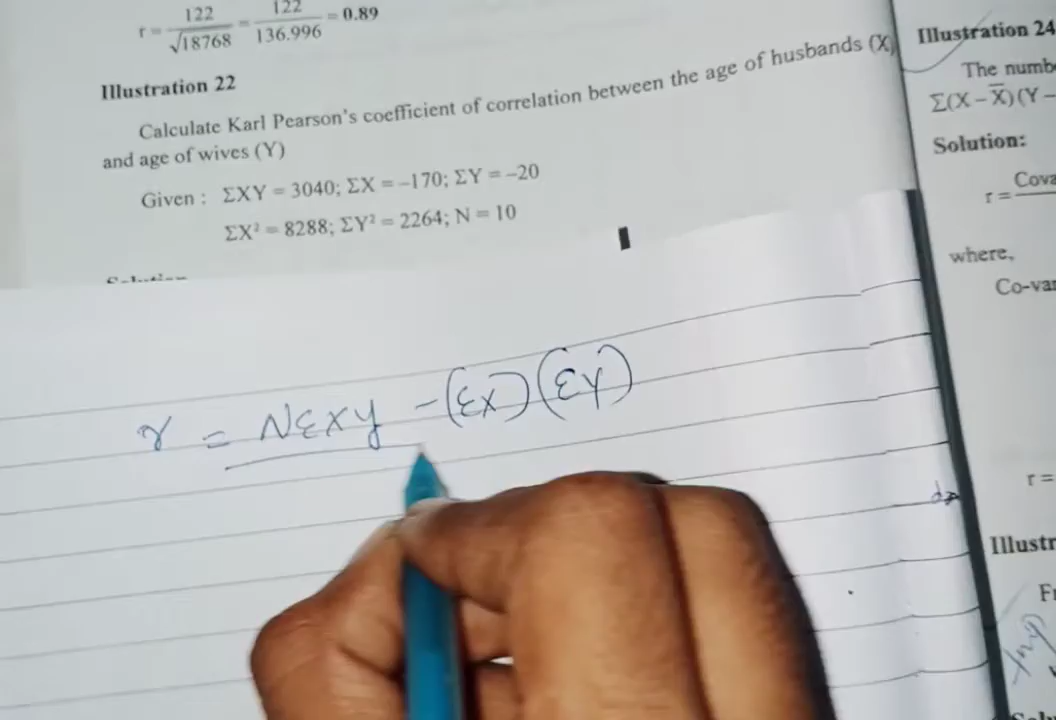 r = 122/√18768 = 122/136.996 = 0.89
Illustration 22
Calculate Karl Pearson's coefficient of correlation between the age of husbands (X)
and age of wives (Y)
Given : ΣXY = 3040; ΣX = –170; ΣY = –20
ΣX² = 8288; ΣY² = 2264; N = 10
r = NΣXY - (ΣX)(ΣY)
Illustration 24
The numbe
Σ(X – X̄)(Y –
Solution:
Cova
r =
where,
Co-var
r =
Illustr